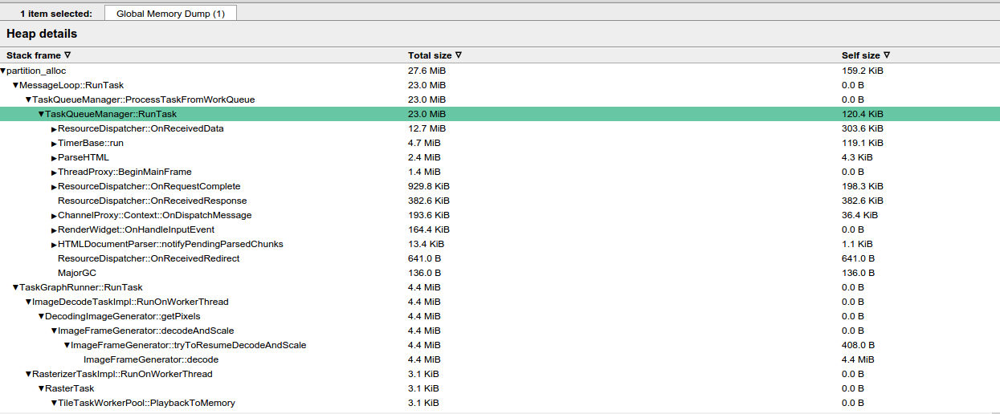 1 item selected: Global Memory Dump (1)
Heap details
Stack frame ▽ Total size ▽ Self size ▽
▼partition_alloc 27.6 MiB 159.2 KiB
▼MessageLoop::RunTask 23.0 MiB 0.0 B
▼TaskQueueManager::ProcessTaskFromWorkQueue 23.0 MiB 0.0 B
▼TaskQueueManager::RunTask 23.0 MiB 120.4 KiB
▶ResourceDispatcher::OnReceivedData 12.7 MiB 303.6 KiB
▶TimerBase::run 4.7 MiB 119.1 KiB
▶ParseHTML 2.4 MiB 4.3 KiB
▶ThreadProxy::BeginMainFrame 1.4 MiB 0.0 B
▶ResourceDispatcher::OnRequestComplete 929.8 KiB 198.3 KiB
ResourceDispatcher::OnReceivedResponse 382.6 KiB 382.6 KiB
▶ChannelProxy::Context::OnDispatchMessage 193.6 KiB 36.4 KiB
▶RenderWidget::OnHandleInputEvent 164.4 KiB 0.0 B
▶HTMLDocumentParser::notifyPendingParsedChunks 13.4 KiB 1.1 KiB
ResourceDispatcher::OnReceivedRedirect 641.0 B 641.0 B
MajorGC 136.0 B 136.0 B
▼TaskGraphRunner::RunTask 4.4 MiB 0.0 B
▼ImageDecodeTaskImpl::RunOnWorkerThread 4.4 MiB 0.0 B
▼DecodingImageGenerator::getPixels 4.4 MiB 0.0 B
▼ImageFrameGenerator::decodeAndScale 4.4 MiB 0.0 B
▼ImageFrameGenerator::tryToResumeDecodeAndScale 4.4 MiB 408.0 B
ImageFrameGenerator::decode 4.4 MiB 4.4 MiB
▼RasterizerTaskImpl::RunOnWorkerThread 3.1 KiB 0.0 B
▼RasterTask 3.1 KiB 0.0 B
▼TileTaskWorkerPool::PlaybackToMemory 3.1 KiB 0.0 B